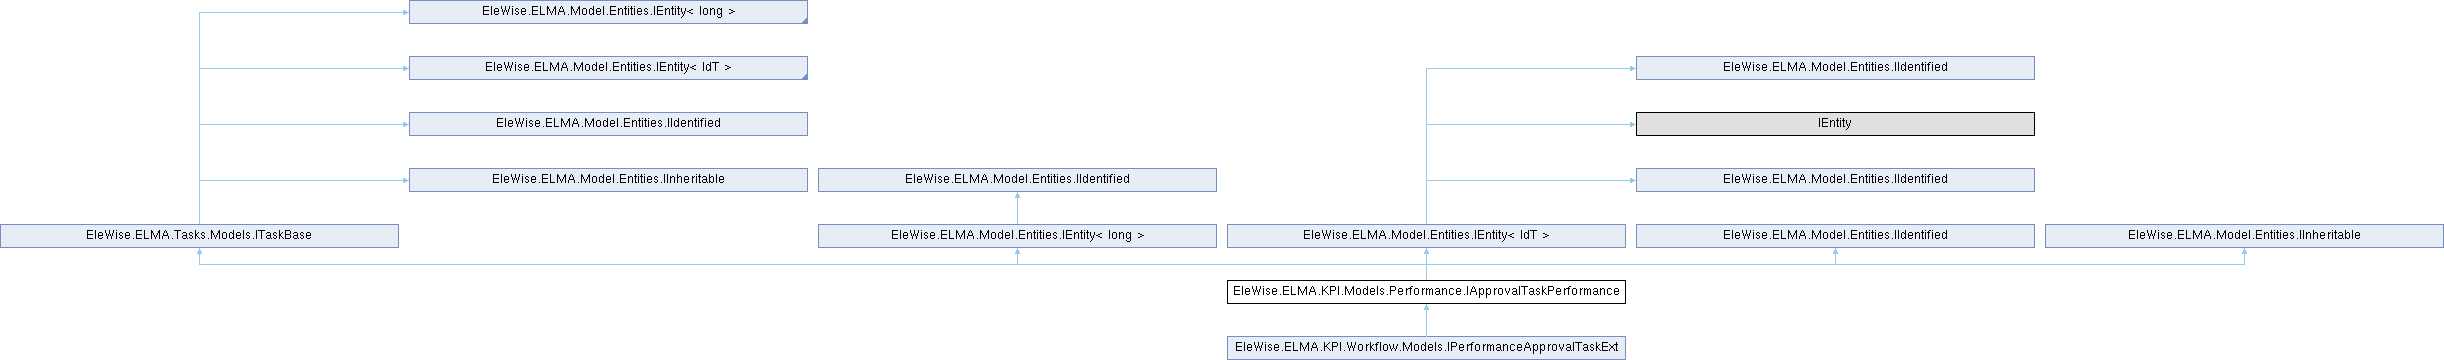 EleWise.ELMA.Model.Entities.IEntity< long >
EleWise.ELMA.Model.Entities.IEntity< IdT >
EleWise.ELMA.Model.Entities.IIdentified
EleWise.ELMA.Model.Entities.IIdentified
IEntity
EleWise.ELMA.Model.Entities.IInheritable
EleWise.ELMA.Model.Entities.IIdentified
EleWise.ELMA.Model.Entities.IIdentified
EleWise.ELMA.Tasks.Models.ITaskBase
EleWise.ELMA.Model.Entities.IEntity< long >
EleWise.ELMA.Model.Entities.IEntity< IdT >
EleWise.ELMA.Model.Entities.IIdentified
EleWise.ELMA.Model.Entities.IInheritable
EleWise.ELMA.KPI.Models.Performance.IApprovalTaskPerformance
EleWise.ELMA.KPI.Workflow.Models.IPerformanceApprovalTaskExt